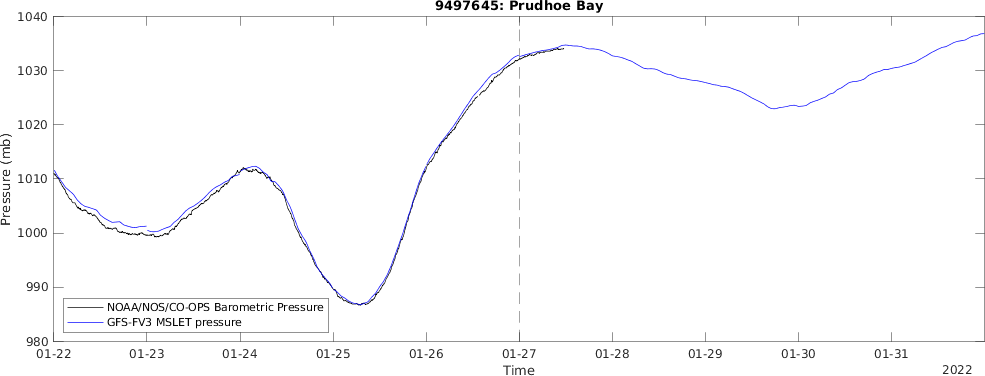 9497645: Prudhoe Bay
1040
1030
1020
1010
1000
990
980
Pressure (mb)
NOAA/NOS/CO-OPS Barometric Pressure
GFS-FV3 MSLET pressure
01-22 01-23 01-24 01-25 01-26 01-27 01-28 01-29 01-30 01-31
Time
2022